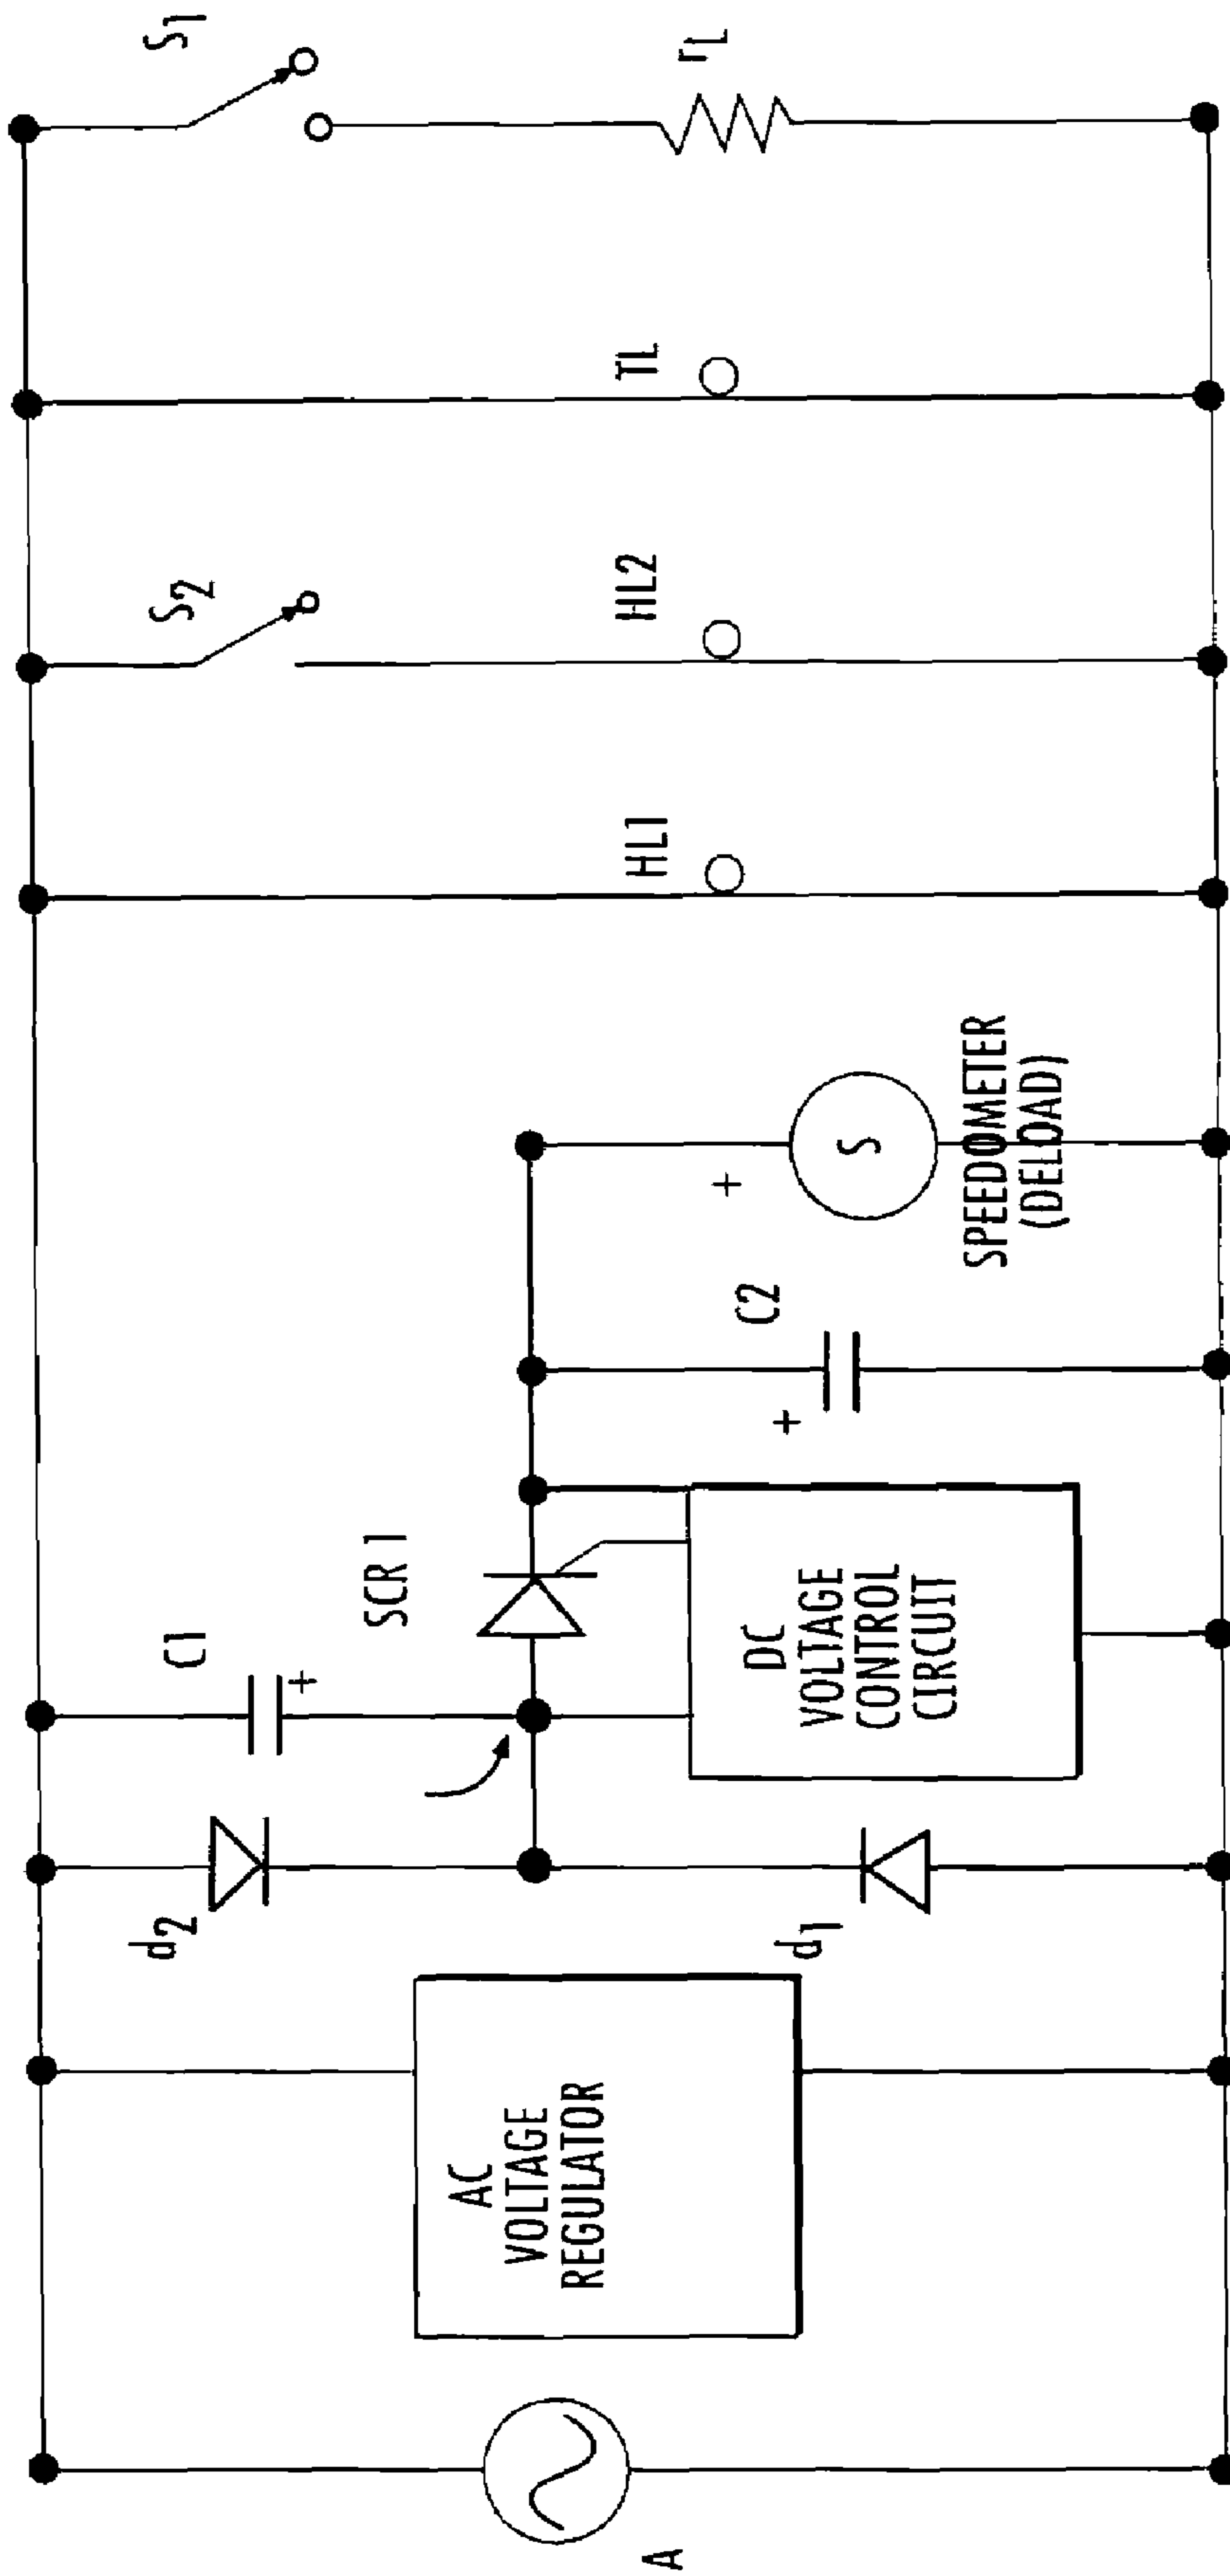 A
AC
VOLTAGE
REGULATOR
d2
d1
C1
+
SCR 1
DC
VOLTAGE
CONTROL
CIRCUIT
C2
+
+
S
SPEEDOMETER
(DELOAD)
HL1
S2
HL2
TL
S1
rL